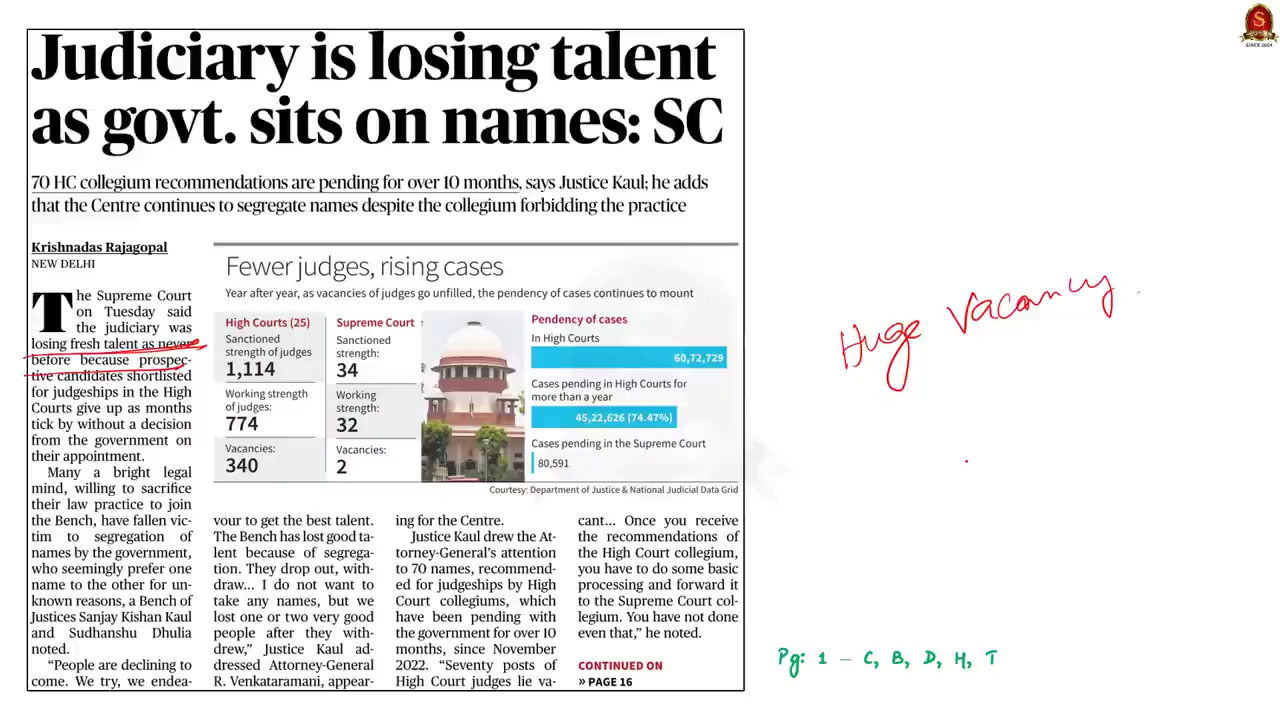 Judiciary is losing talent
as govt. sits on names: SC
70 HC collegium recommendations are pending for over 10 months, says Justice Kaul; he adds
that the Centre continues to segregate names despite the collegium forbidding the practice
Krishnadas Rajagopal
NEW DELHI
The Supreme Court
on Tuesday said
the judiciary was
losing fresh talent as never
before because prospec-
tive candidates shortlisted
for judgeships in the High
Courts give up as months
tick by without a decision
from the government on
their appointment.
Many a bright legal
mind, willing to sacrifice
their law practice to join
the Bench, have fallen vic-
tim to segregation of
names by the government,
who seemingly prefer one
name to the other for un-
known reasons, a Bench of
Justices Sanjay Kishan Kaul
and Sudhanshu Dhulia
noted.
"People are declining to
come. We try, we endea-
Fewer judges, rising cases
Year after year, as vacancies of judges go unfilled, the pendency of cases continues to mount
High Courts (25)
Sanctioned
strength of judges
1,114
Working strength
of judges:
774
Vacancies:
340
Supreme Court
Sanctioned
strength:
34
Working
strength:
32
Vacancies:
2
Pendency of cases
In High Courts
60,72,729
Cases pending in High Courts for
more than a year
45,22,626 (74.47%)
Cases pending in the Supreme Court
80,591
Courtesy: Department of Justice & National Judicial Data Grid
vour to get the best talent.
The Bench has lost good ta-
lent because of segrega-
tion. They drop out, with-
draw... I do not want to
take any names, but we
lost one or two very good
people after they with-
drew," Justice Kaul ad-
dressed Attorney-General
R. Venkataramani, appear-
ing for the Centre.
Justice Kaul drew the At-
torney-General's attention
to 70 names, recommend-
ed for judgeships by High
Court collegiums, which
have been pending with
the government for over 10
months, since November
2022. "Seventy posts of
High Court judges lie va-
cant... Once you receive
the recommendations of
the High Court collegium,
you have to do some basic
processing and forward it
to the Supreme Court col-
legium. You have not done
even that," he noted.
CONTINUED ON
» PAGE 16
Huge Vacancy
Pg: 1 – C, B, D, H, T
S
SINCE 2004